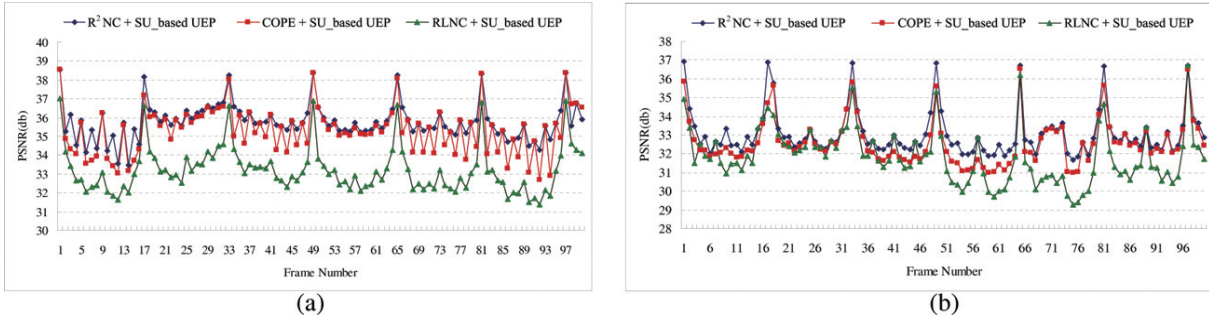 R² NC + SU_based UEP COPE + SU_based UEP RLNC + SU_based UEP
PSNR(db)
40
39
38
37
36
35
34
33
32
31
30
1 5 9 13 17 21 25 29 33 37 41 45 49 53 57 61 65 69 73 77 81 85 89 93 97
Frame Number
(a)
R² NC + SU_based UEP COPE + SU_based UEP RLNC + SU_based UEP
PSNR(db)
38
37
36
35
34
33
32
31
30
29
28
1 6 11 16 21 26 31 36 41 46 51 56 61 66 71 76 81 86 91 96
Frame Number
(b)